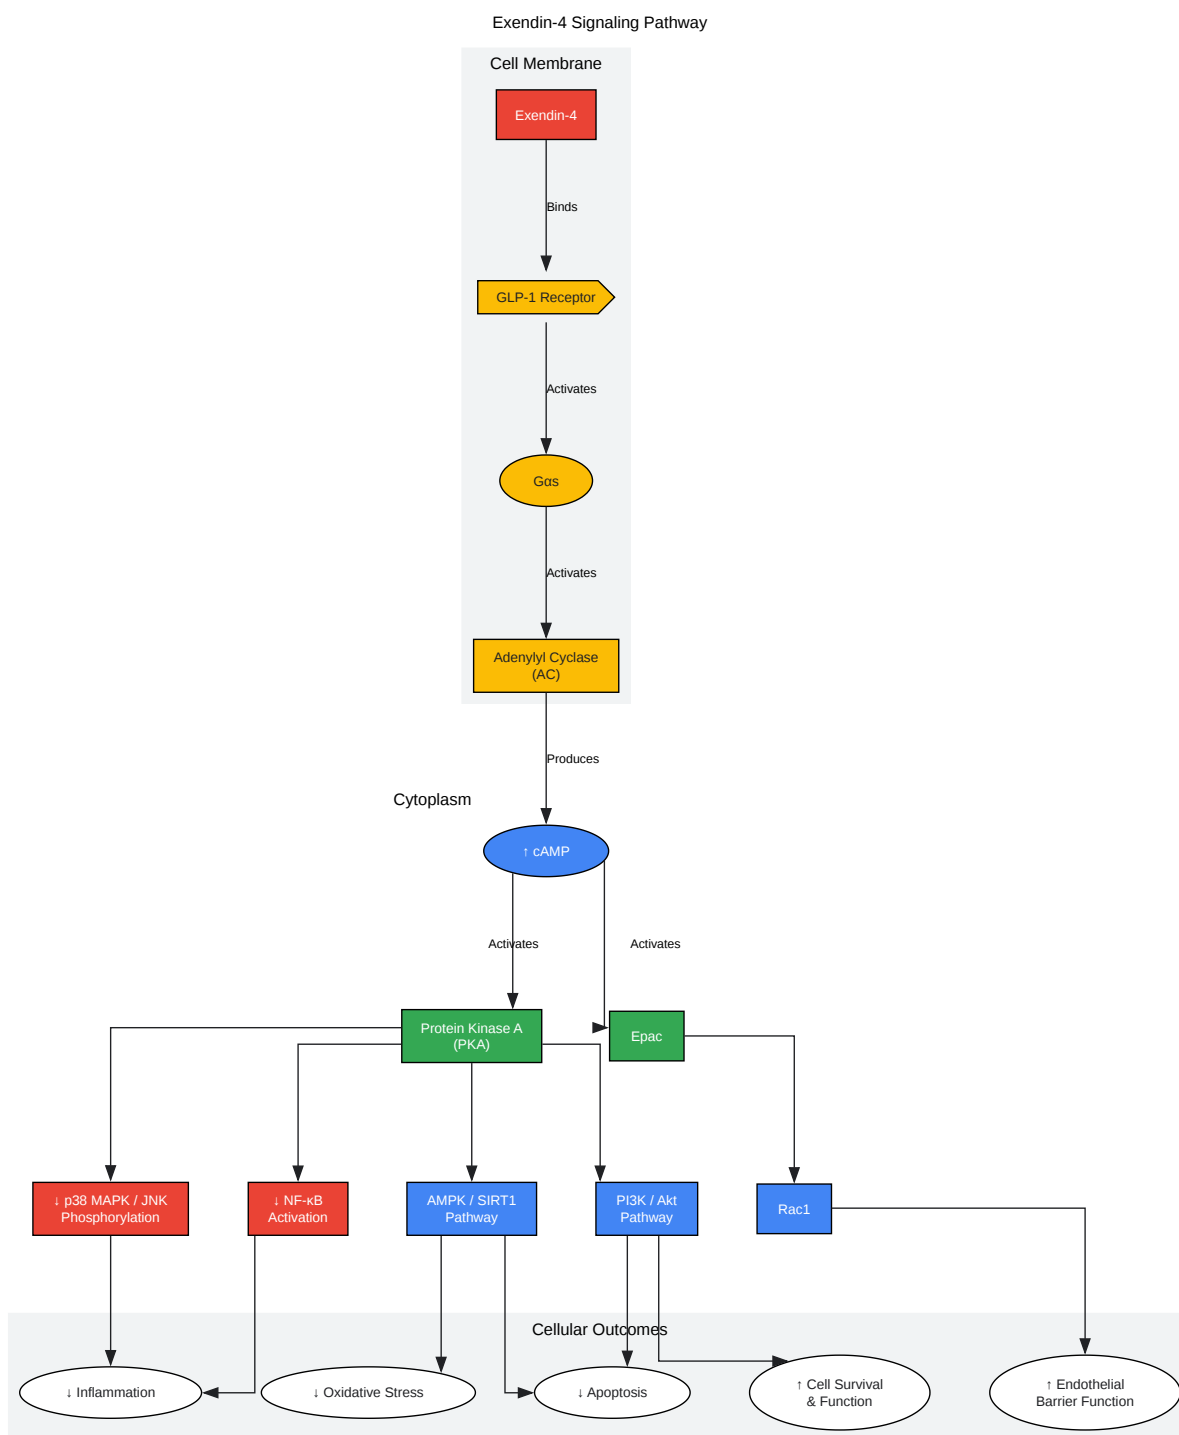 Exendin-4 Signaling Pathway
Cell Membrane
Exendin-4
Binds
GLP-1 Receptor
Activates
Gαs
Activates
Adenylyl Cyclase
(AC)
Produces
Cytoplasm
↑ cAMP
Activates
Activates
Protein Kinase A
(PKA)
Epac
↓ p38 MAPK / JNK
Phosphorylation
↓ NF-κB
Activation
AMPK / SIRT1
Pathway
PI3K / Akt
Pathway
Rac1
Cellular Outcomes
↓ Inflammation
↓ Oxidative Stress
↓ Apoptosis
↑ Cell Survival
& Function
↑ Endothelial
Barrier Function